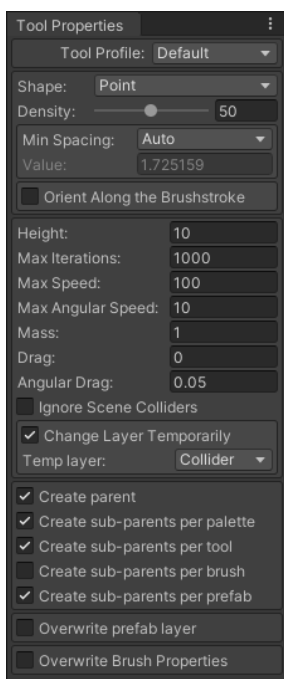 Tool Properties
Tool Profile: Default
Shape: Point
Density: 50
Min Spacing: Auto
Value: 1.725159
Orient Along the Brushstroke
Height: 10
Max Iterations: 1000
Max Speed: 100
Max Angular Speed: 10
Mass: 1
Drag: 0
Angular Drag: 0.05
Ignore Scene Colliders
Change Layer Temporarily
Temp layer: Collider
Create parent
Create sub-parents per palette
Create sub-parents per tool
Create sub-parents per brush
Create sub-parents per prefab
Overwrite prefab layer
Overwrite Brush Properties